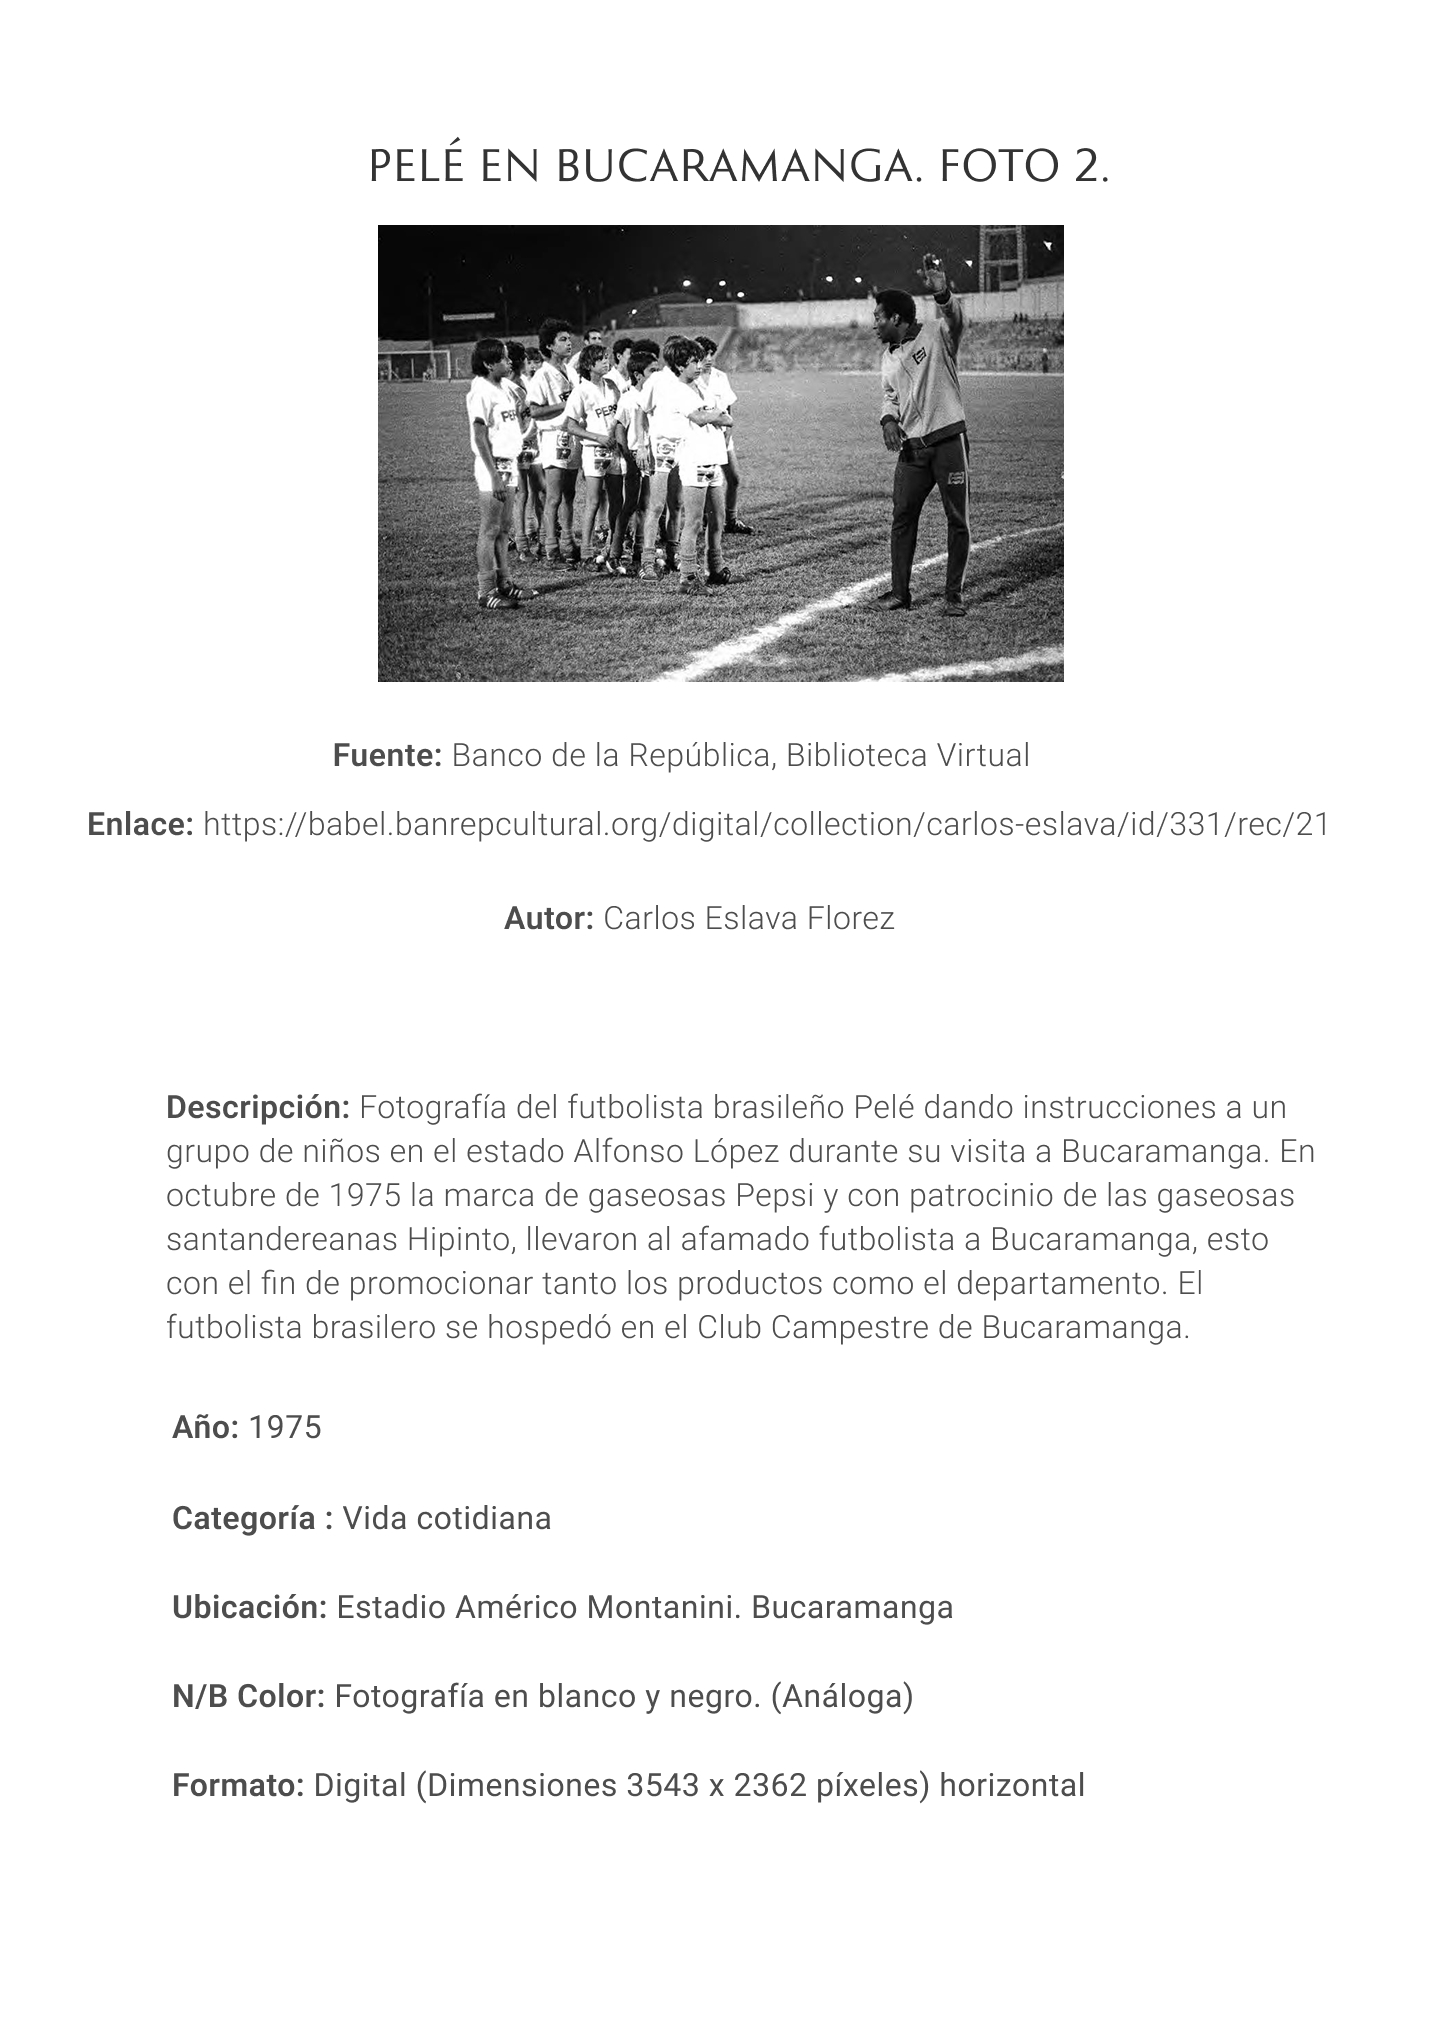 PELÉ EN BUCARAMANGA. FOTO 2.
Fuente: Banco de la República, Biblioteca Virtual
Enlace: https://babel.banrepcultural.org/digital/collection/carlos-eslava/id/331/rec/21
Autor: Carlos Eslava Florez
Descripción: Fotografía del futbolista brasileño Pelé dando instrucciones a un
grupo de niños en el estado Alfonso López durante su visita a Bucaramanga. En
octubre de 1975 la marca de gaseosas Pepsi y con patrocinio de las gaseosas
santandereanas Hipinto, llevaron al afamado futbolista a Bucaramanga, esto
con el fin de promocionar tanto los productos como el departamento. El
futbolista brasilero se hospedó en el Club Campestre de Bucaramanga.
Año: 1975
Categoría : Vida cotidiana
Ubicación: Estadio Américo Montanini. Bucaramanga
N/B Color: Fotografía en blanco y negro. (Análoga)
Formato: Digital (Dimensiones 3543 x 2362 píxeles) horizontal